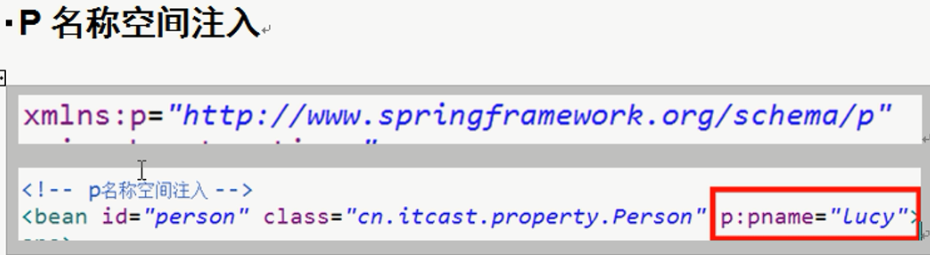 ·P 名称空间注入
xmlns:p="http://www.springframework.org/schema/p"
<!-- p名称空间注入 -->
<bean id="person" class="cn.itcast.property.Person" p:pname="lucy">